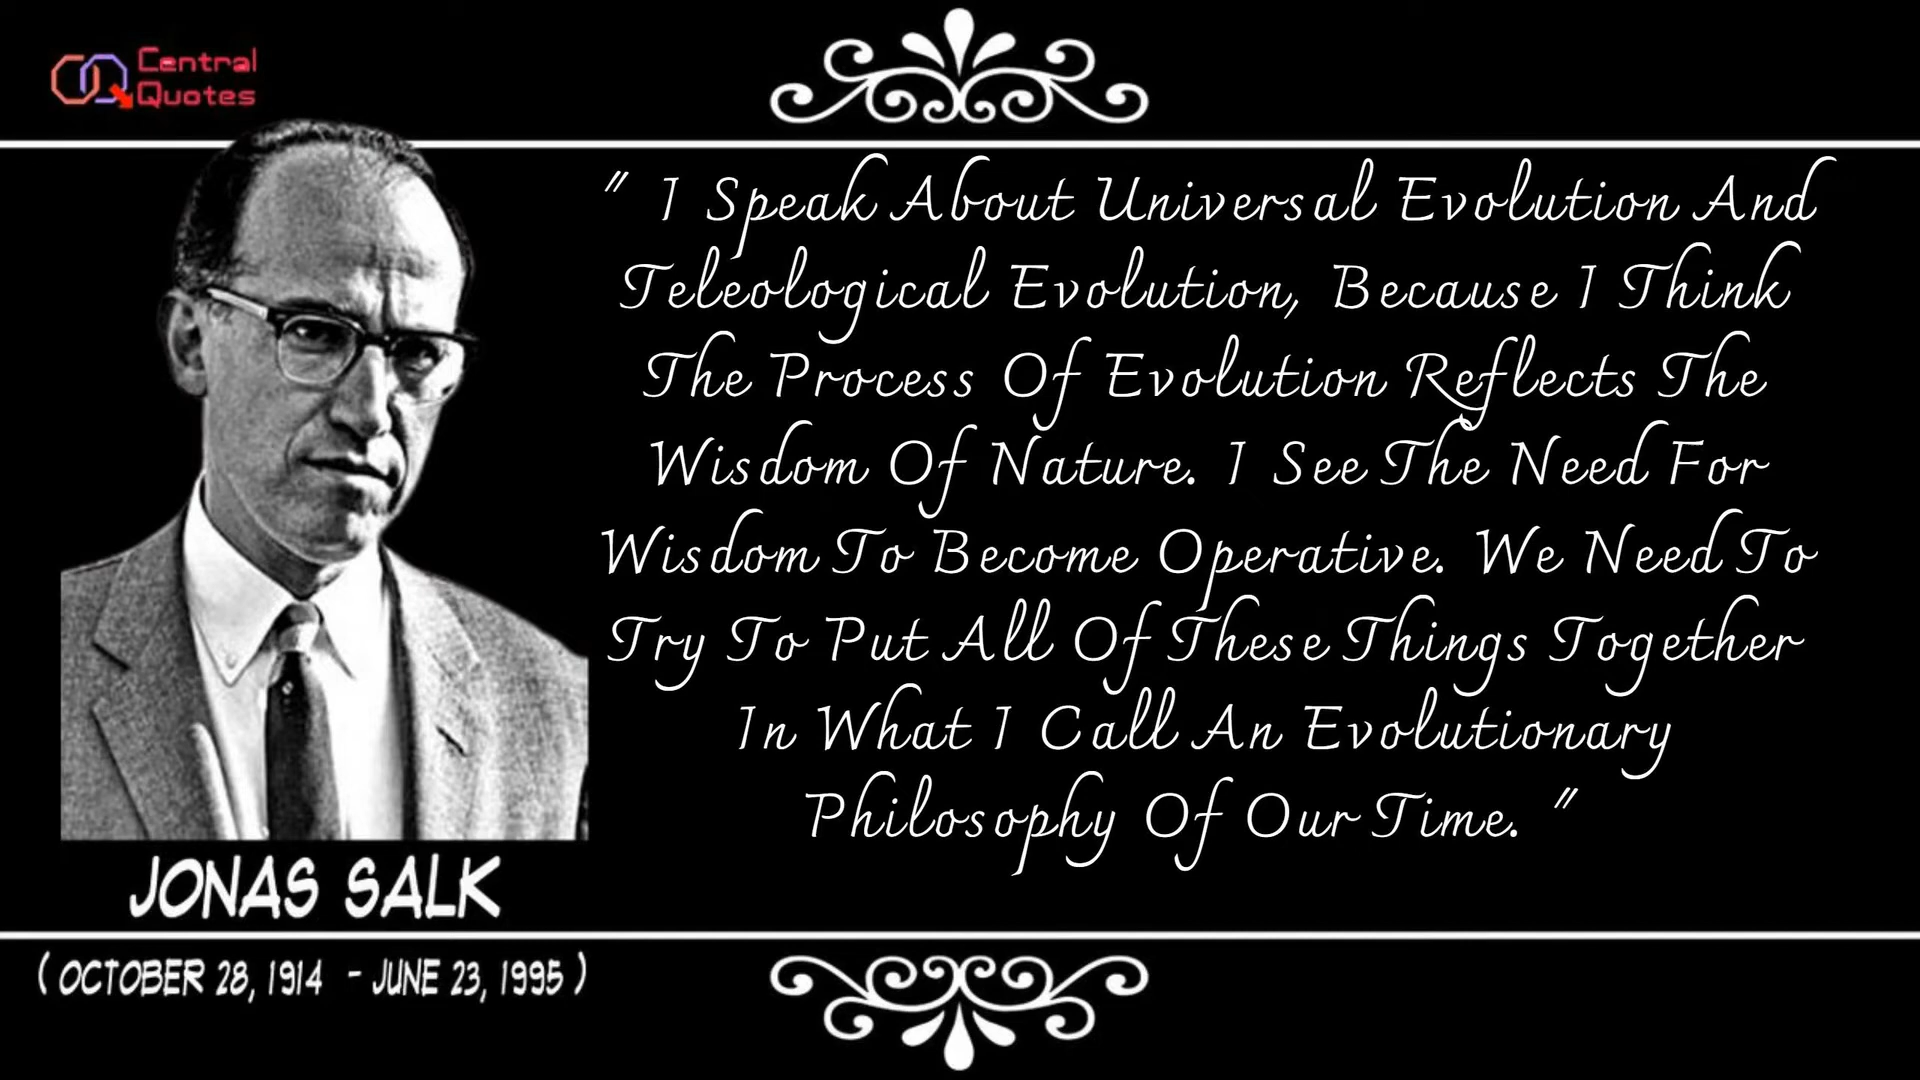 Central
Quotes
" I Speak About Universal Evolution And
Teleological Evolution, Because I Think
The Process Of Evolution Reflects The
Wisdom Of Nature. I See The Need For
Wisdom To Become Operative. We Need To
Try To Put All Of These Things Together
In What I Call An Evolutionary
Philosophy Of Our Time. "
JONAS SALK
( OCTOBER 28, 1914 - JUNE 23, 1995 )